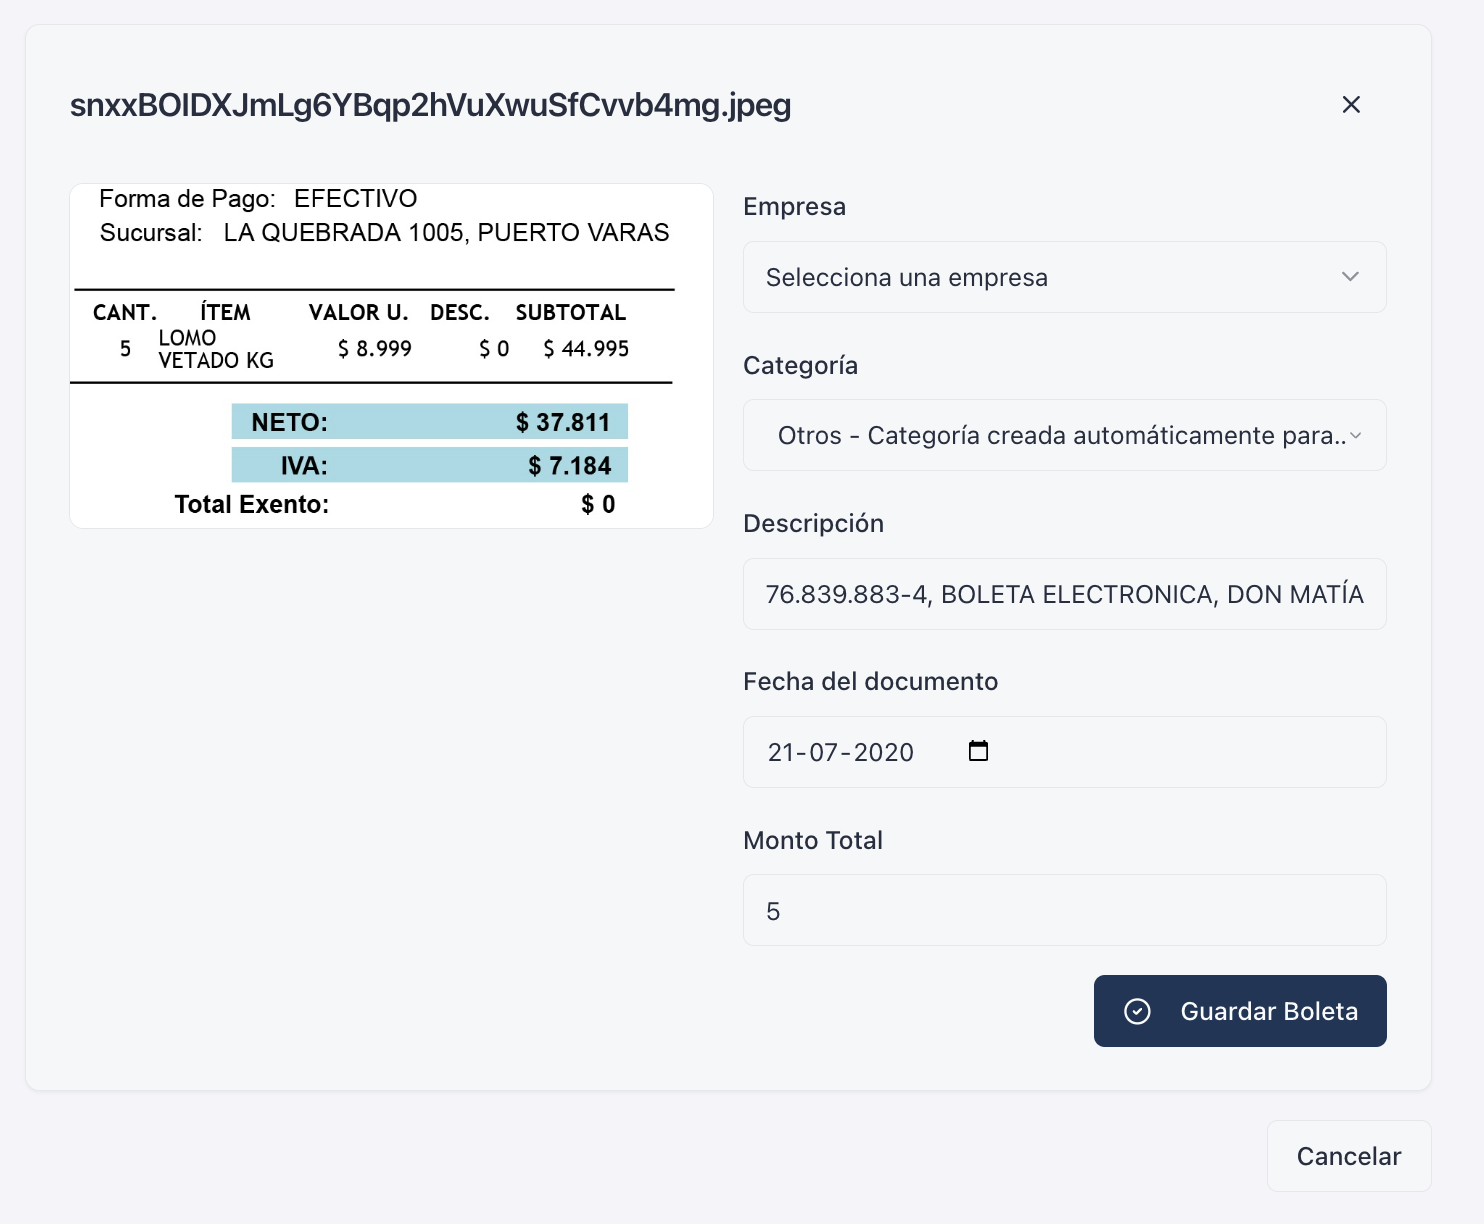 snxxBOIDXJmLg6YBqp2hVuXwuSfCvvb4mg.jpeg
Forma de Pago: EFECTIVO
Sucursal: LA QUEBRADA 1005, PUERTO VARAS
CANT. ÍTEM VALOR U. DESC. SUBTOTAL
5 LOMO VETADO KG $ 8.999 $ 0 $ 44.995
NETO: $ 37.811
IVA: $ 7.184
Total Exento: $ 0
Empresa
Selecciona una empresa
Categoría
Otros - Categoría creada automáticamente para..
Descripción
76.839.883-4, BOLETA ELECTRONICA, DON MATÍA
Fecha del documento
21-07-2020
Monto Total
5
Guardar Boleta
Cancelar